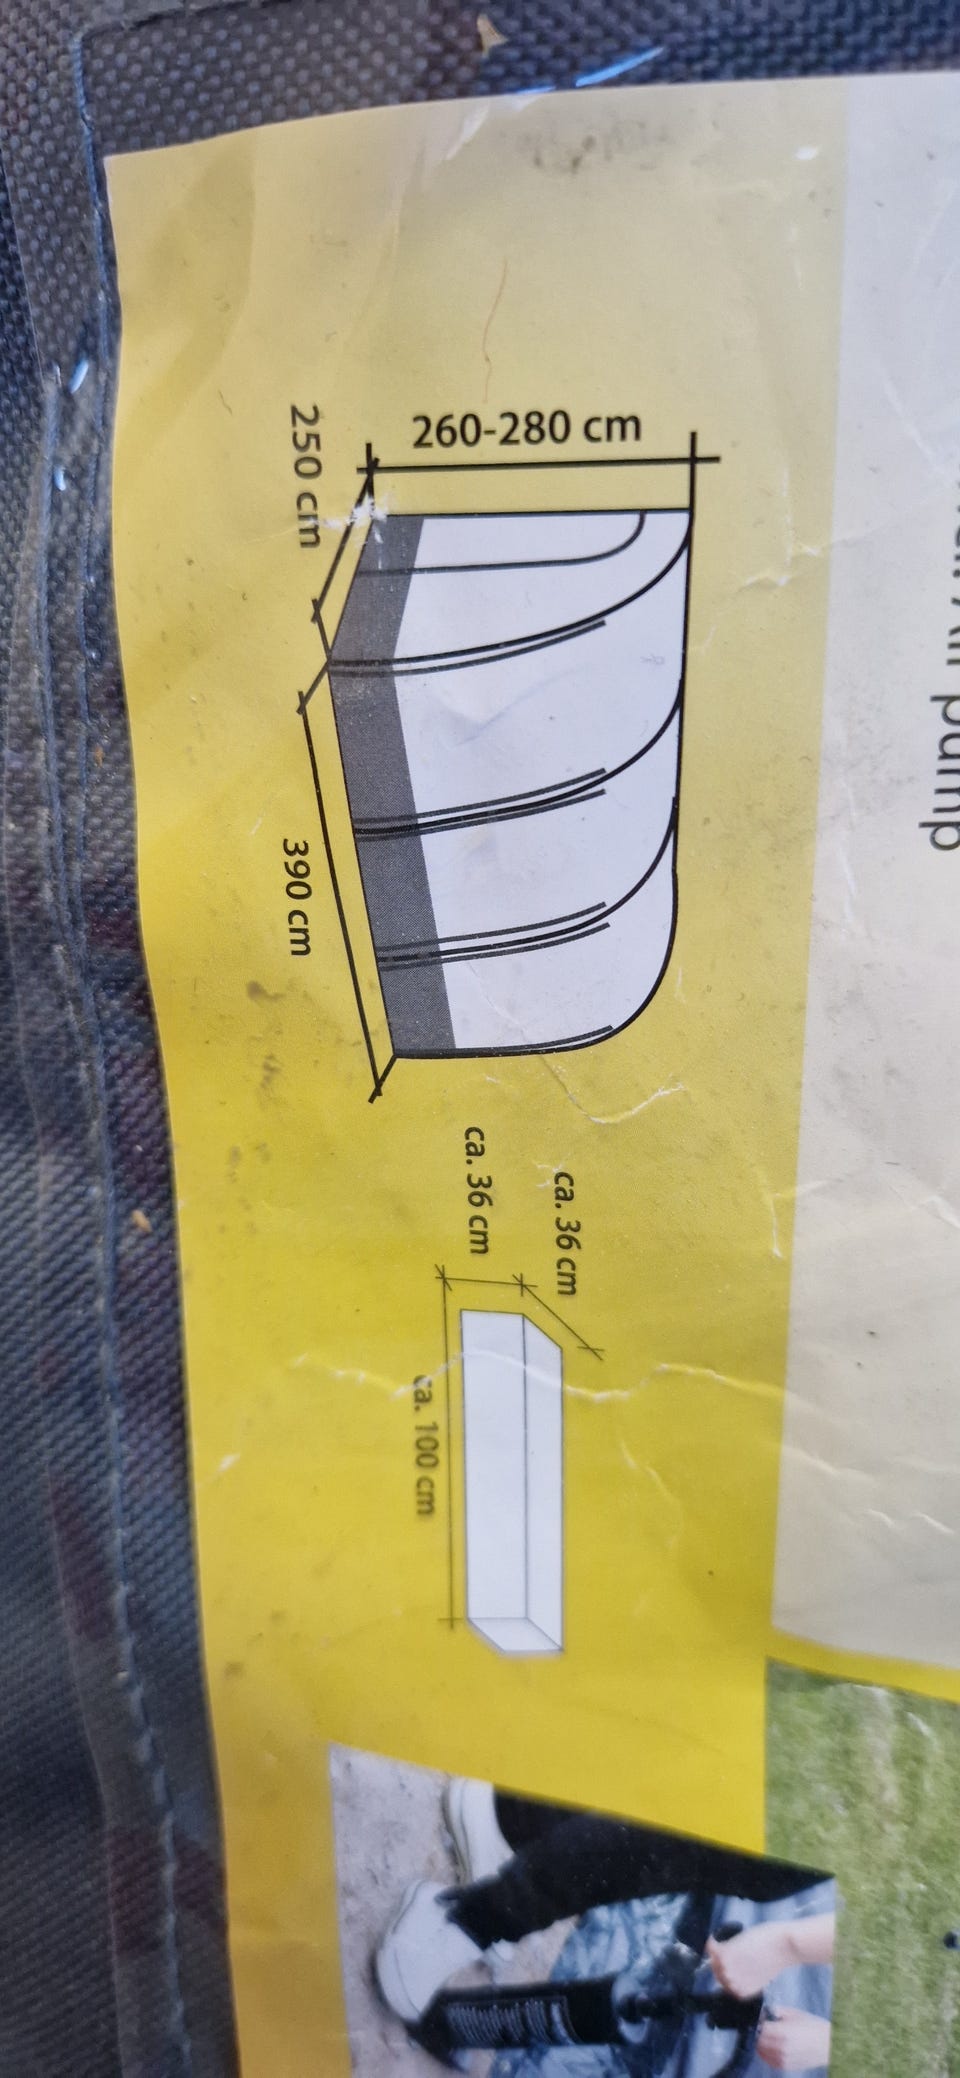 pump
260-280 cm
250 cm
390 cm
ca. 36 cm
ca. 36 cm
ca. 100 cm